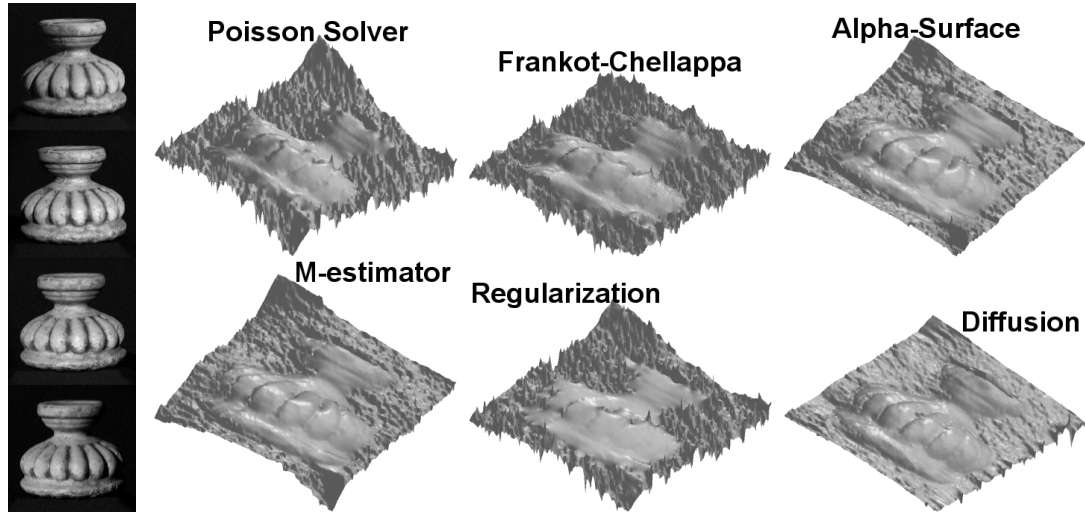 Poisson Solver
Frankot-Chellappa
Alpha-Surface
M-estimator
Regularization
Diffusion